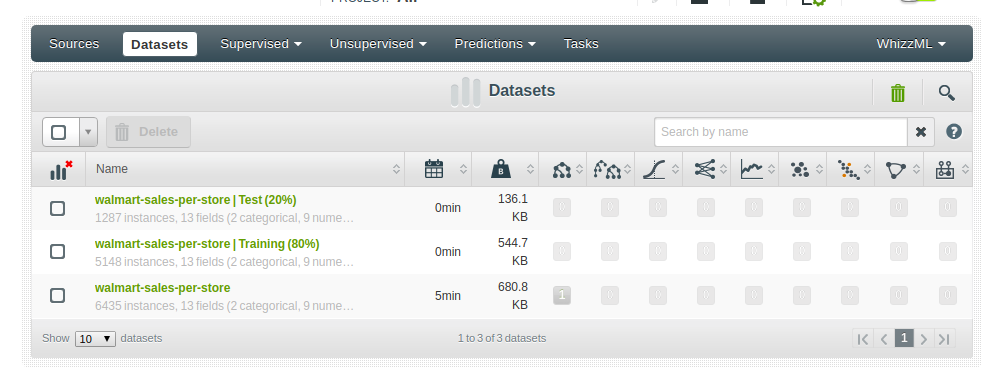 PROJECT: All
Sources Datasets Supervised Unsupervised Predictions Tasks WhizzML
Datasets
Delete Search by name
Name B
walmart-sales-per-store | Test (20%)
1287 instances, 13 fields (2 categorical, 9 nume…
0min 136.1 KB 0 0 0 0 0 0 0 0 0
walmart-sales-per-store | Training (80%)
5148 instances, 13 fields (2 categorical, 9 nume…
0min 544.7 KB 0 0 0 0 0 0 0 0 0
walmart-sales-per-store
6435 instances, 13 fields (2 categorical, 9 nume…
5min 680.8 KB 1 0 0 0 0 0 0 0 0
Show 10 datasets 1 to 3 of 3 datasets 1